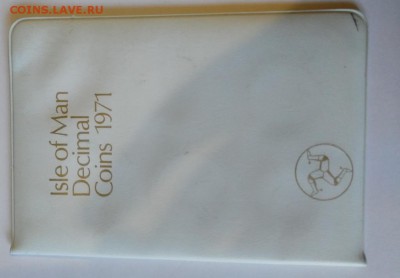 COINS.LAVE.RU
Isle of Man
Decimal
Coins 1971